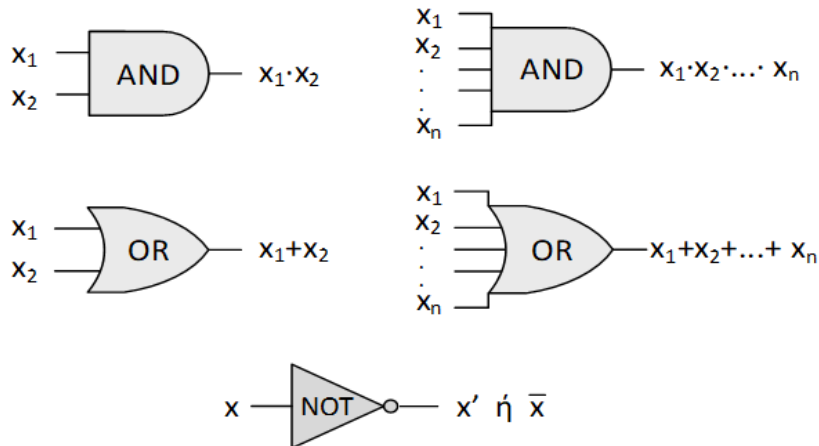 x₁
x₂
AND
x₁·x₂
x₁
x₂
.
.
.
xₙ
AND
x₁·x₂·...· xₙ
x₁
x₂
OR
x₁+x₂
x₁
x₂
.
.
.
xₙ
OR
x₁+x₂+...+ xₙ
x
NOT
x' ή x̅